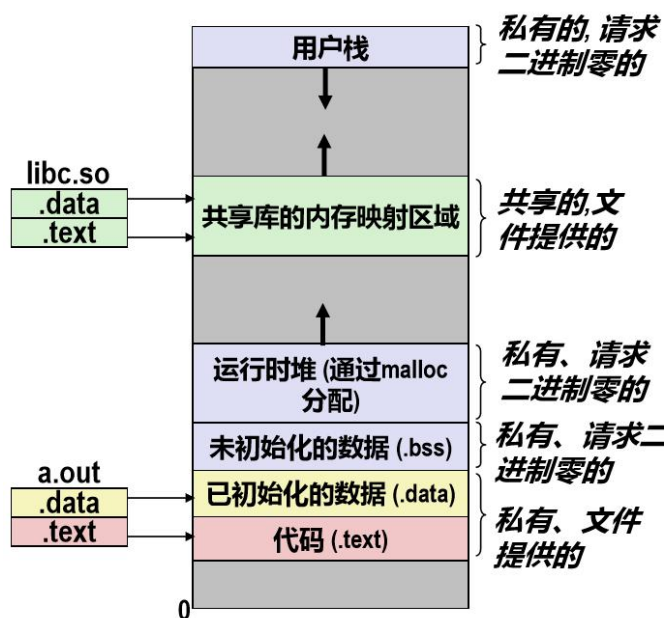 用户栈
私有的, 请求
二进制零的
libc.so
.data
.text
共享库的内存映射区域
共享的,文
件提供的
运行时堆 (通过malloc
分配)
私有、请求
二进制零的
未初始化的数据 (.bss)
私有、请求二
进制零的
a.out
.data
.text
已初始化的数据 (.data)
代码 (.text)
私有、文件
提供的
0